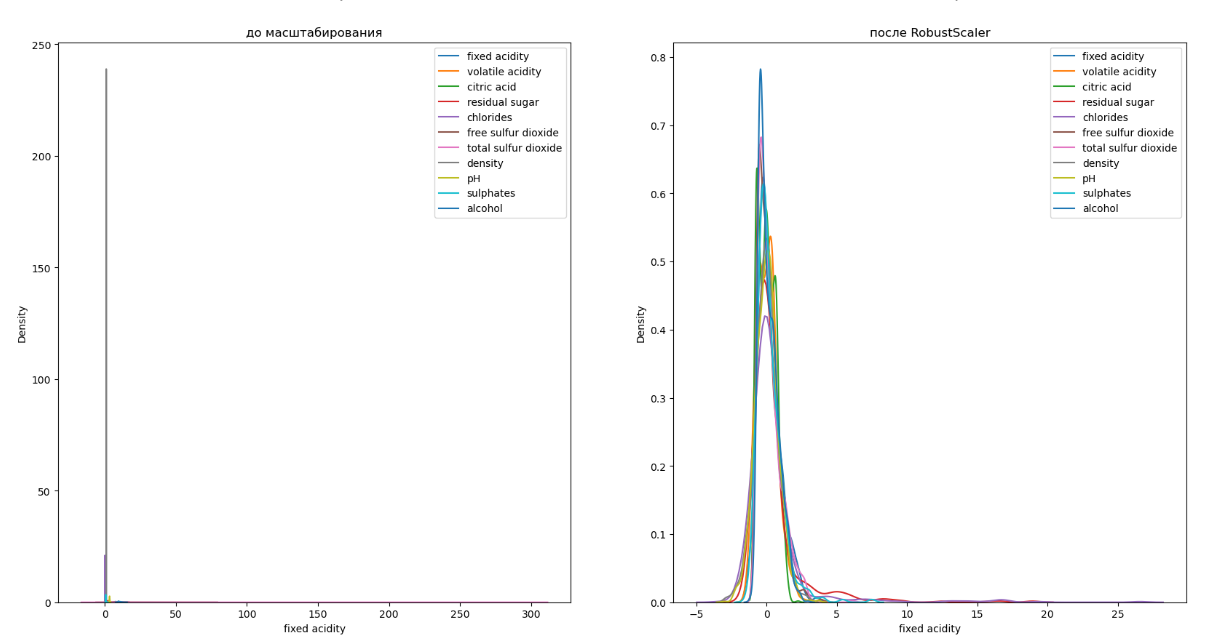 до масштабирования
250
200
150
100
50
0
Density
0
50
100
150
200
250
300
fixed acidity
fixed acidity
volatile acidity
citric acid
residual sugar
chlorides
free sulfur dioxide
total sulfur dioxide
density
pH
sulphates
alcohol
после RobustScaler
0.8
0.7
0.6
0.5
0.4
0.3
0.2
0.1
0.0
Density
−5
0
5
10
15
20
25
fixed acidity
fixed acidity
volatile acidity
citric acid
residual sugar
chlorides
free sulfur dioxide
total sulfur dioxide
density
pH
sulphates
alcohol